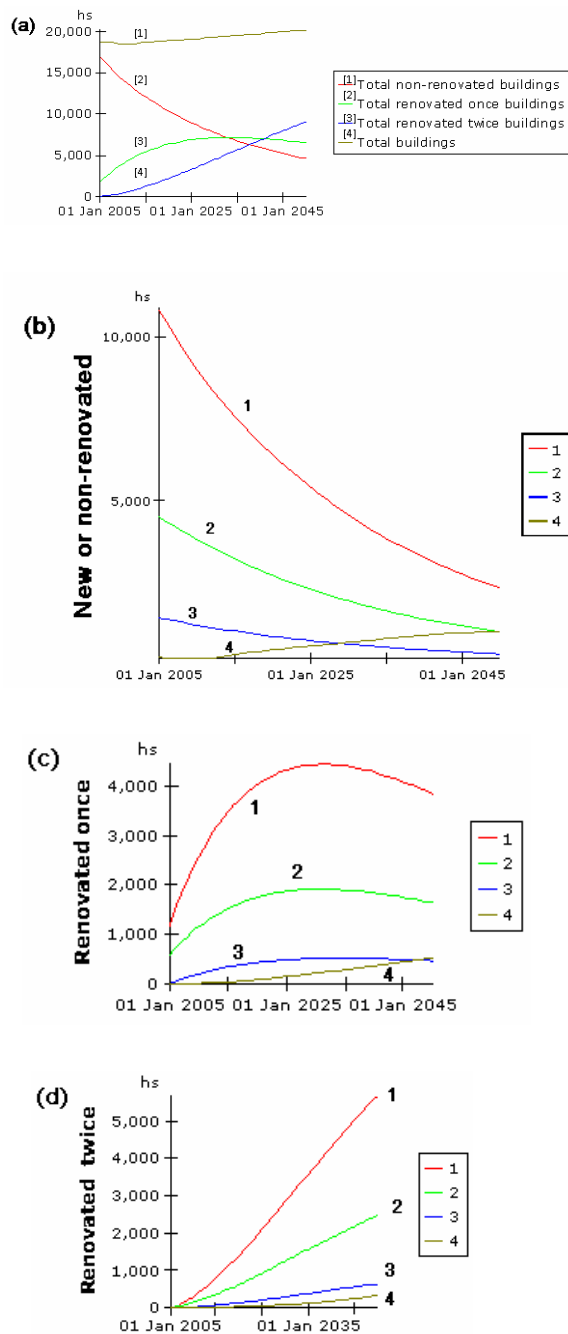 (a)
hs
20,000
15,000
10,000
5,000
0
01 Jan 2005 01 Jan 2025 01 Jan 2045
[1]
[2]
[3]
[4]
[1] Total non-renovated buildings
[2] Total renovated once buildings
[3] Total renovated twice buildings
[4] Total buildings
(b)
hs
New or non-renovated
10,000
5,000
01 Jan 2005 01 Jan 2025 01 Jan 2045
1
2
3
4
1
2
3
4
(c)
hs
Renovated once
4,000
3,000
2,000
1,000
0
01 Jan 2005 01 Jan 2025 01 Jan 2045
1
2
3
4
1
2
3
4
(d)
hs
Renovated twice
5,000
4,000
3,000
2,000
1,000
0
01 Jan 2005 01 Jan 2035
1
2
3
4
1
2
3
4